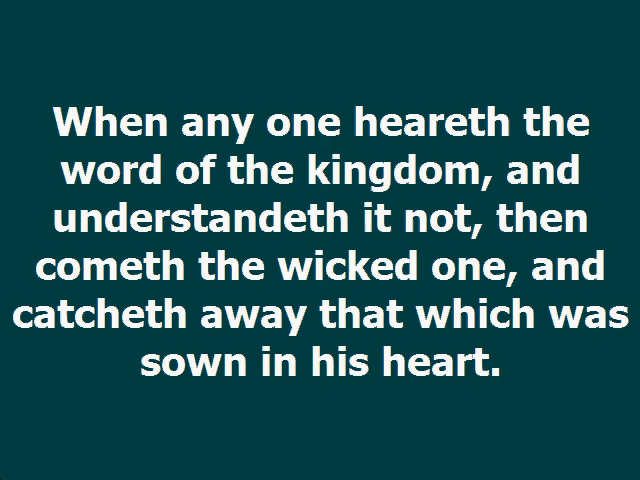 When any one heareth the
word of the kingdom, and
understandeth it not, then
cometh the wicked one, and
catcheth away that which was
sown in his heart.